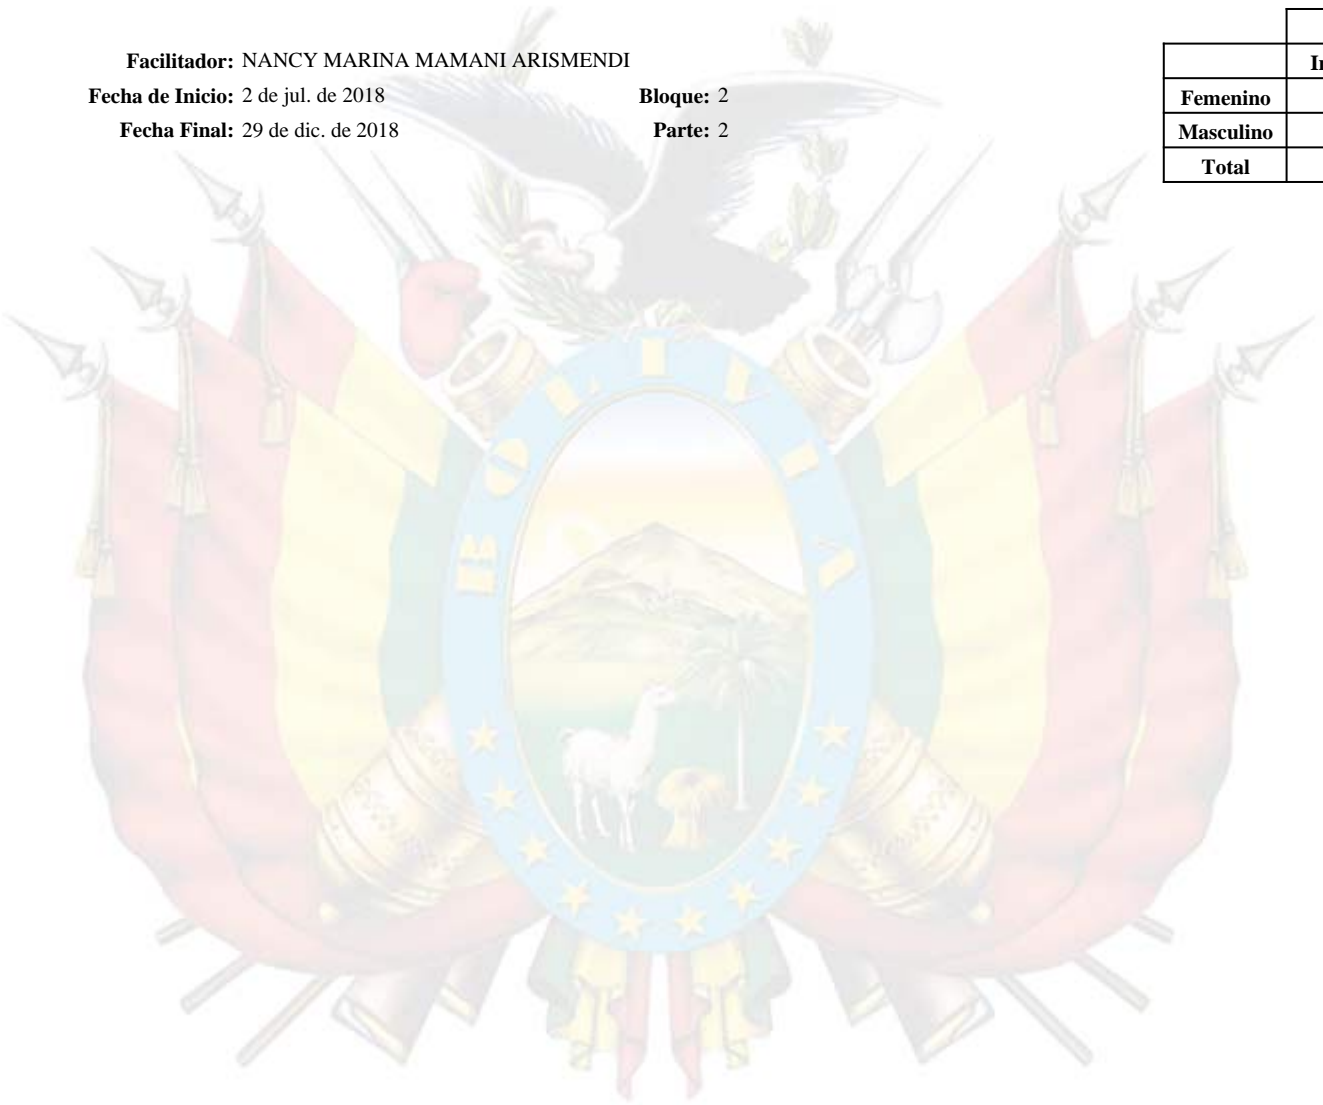 Facilitador: NANCY MARINA MAMANI ARISMENDI
Fecha de Inicio: 2 de jul. de 2018 Bloque: 2
Fecha Final: 29 de dic. de 2018 Parte: 2
Femenino
Masculino
Total
BOLIVIA